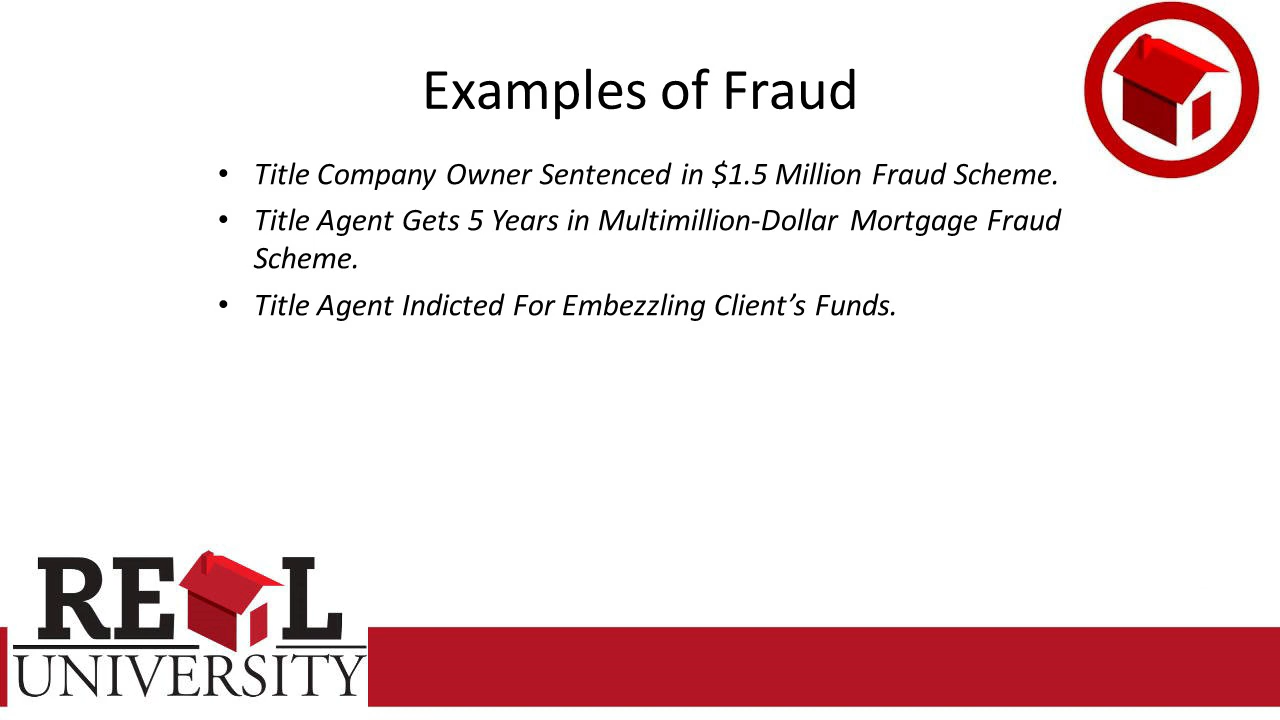 Examples of Fraud
• Title Company Owner Sentenced in $1.5 Million Fraud Scheme.
• Title Agent Gets 5 Years in Multimillion-Dollar Mortgage Fraud
Scheme.
• Title Agent Indicted For Embezzling Client’s Funds.
RE L
UNIVERSITY